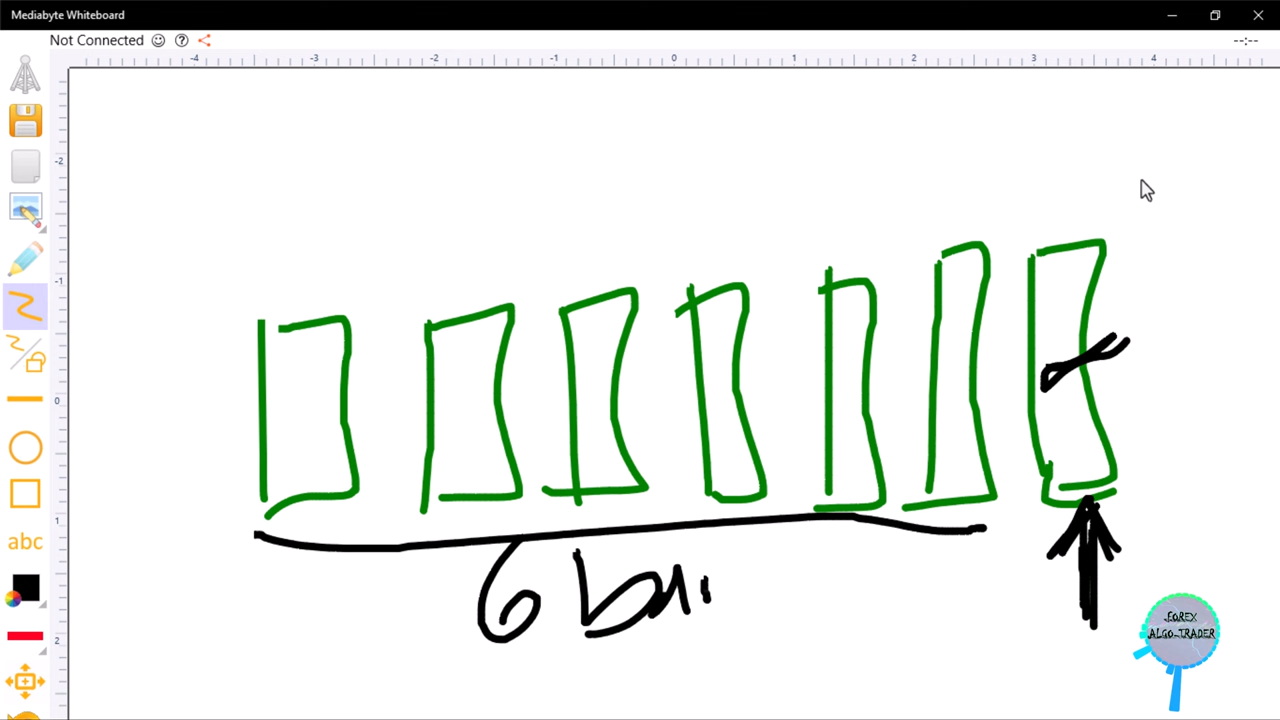 Mediabyte Whiteboard
Not Connected
--:--
-4 -3 -2 -1 0 1 2 3 4
-2
-1
0
1
2
abc
6
FOREX
ALGO-TRADER